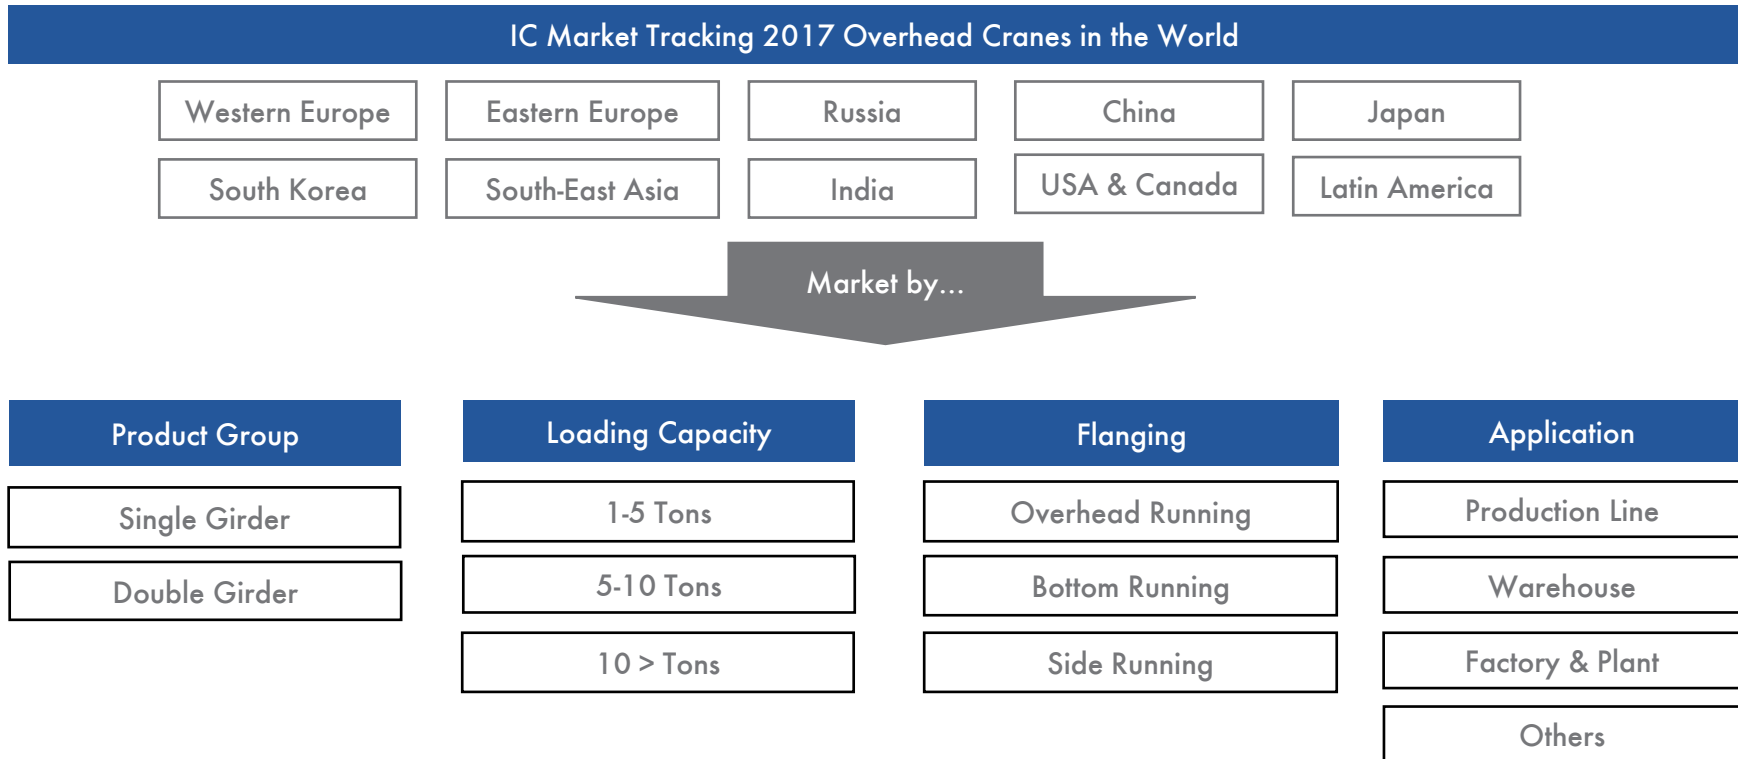 IC Market Tracking 2017 Overhead Cranes in the World
Western Europe
Eastern Europe
Russia
China
Japan
South Korea
South-East Asia
India
USA & Canada
Latin America
Market by...
Product Group
Single Girder
Double Girder
Loading Capacity
1-5 Tons
5-10 Tons
10 > Tons
Flanging
Overhead Running
Bottom Running
Side Running
Application
Production Line
Warehouse
Factory & Plant
Others